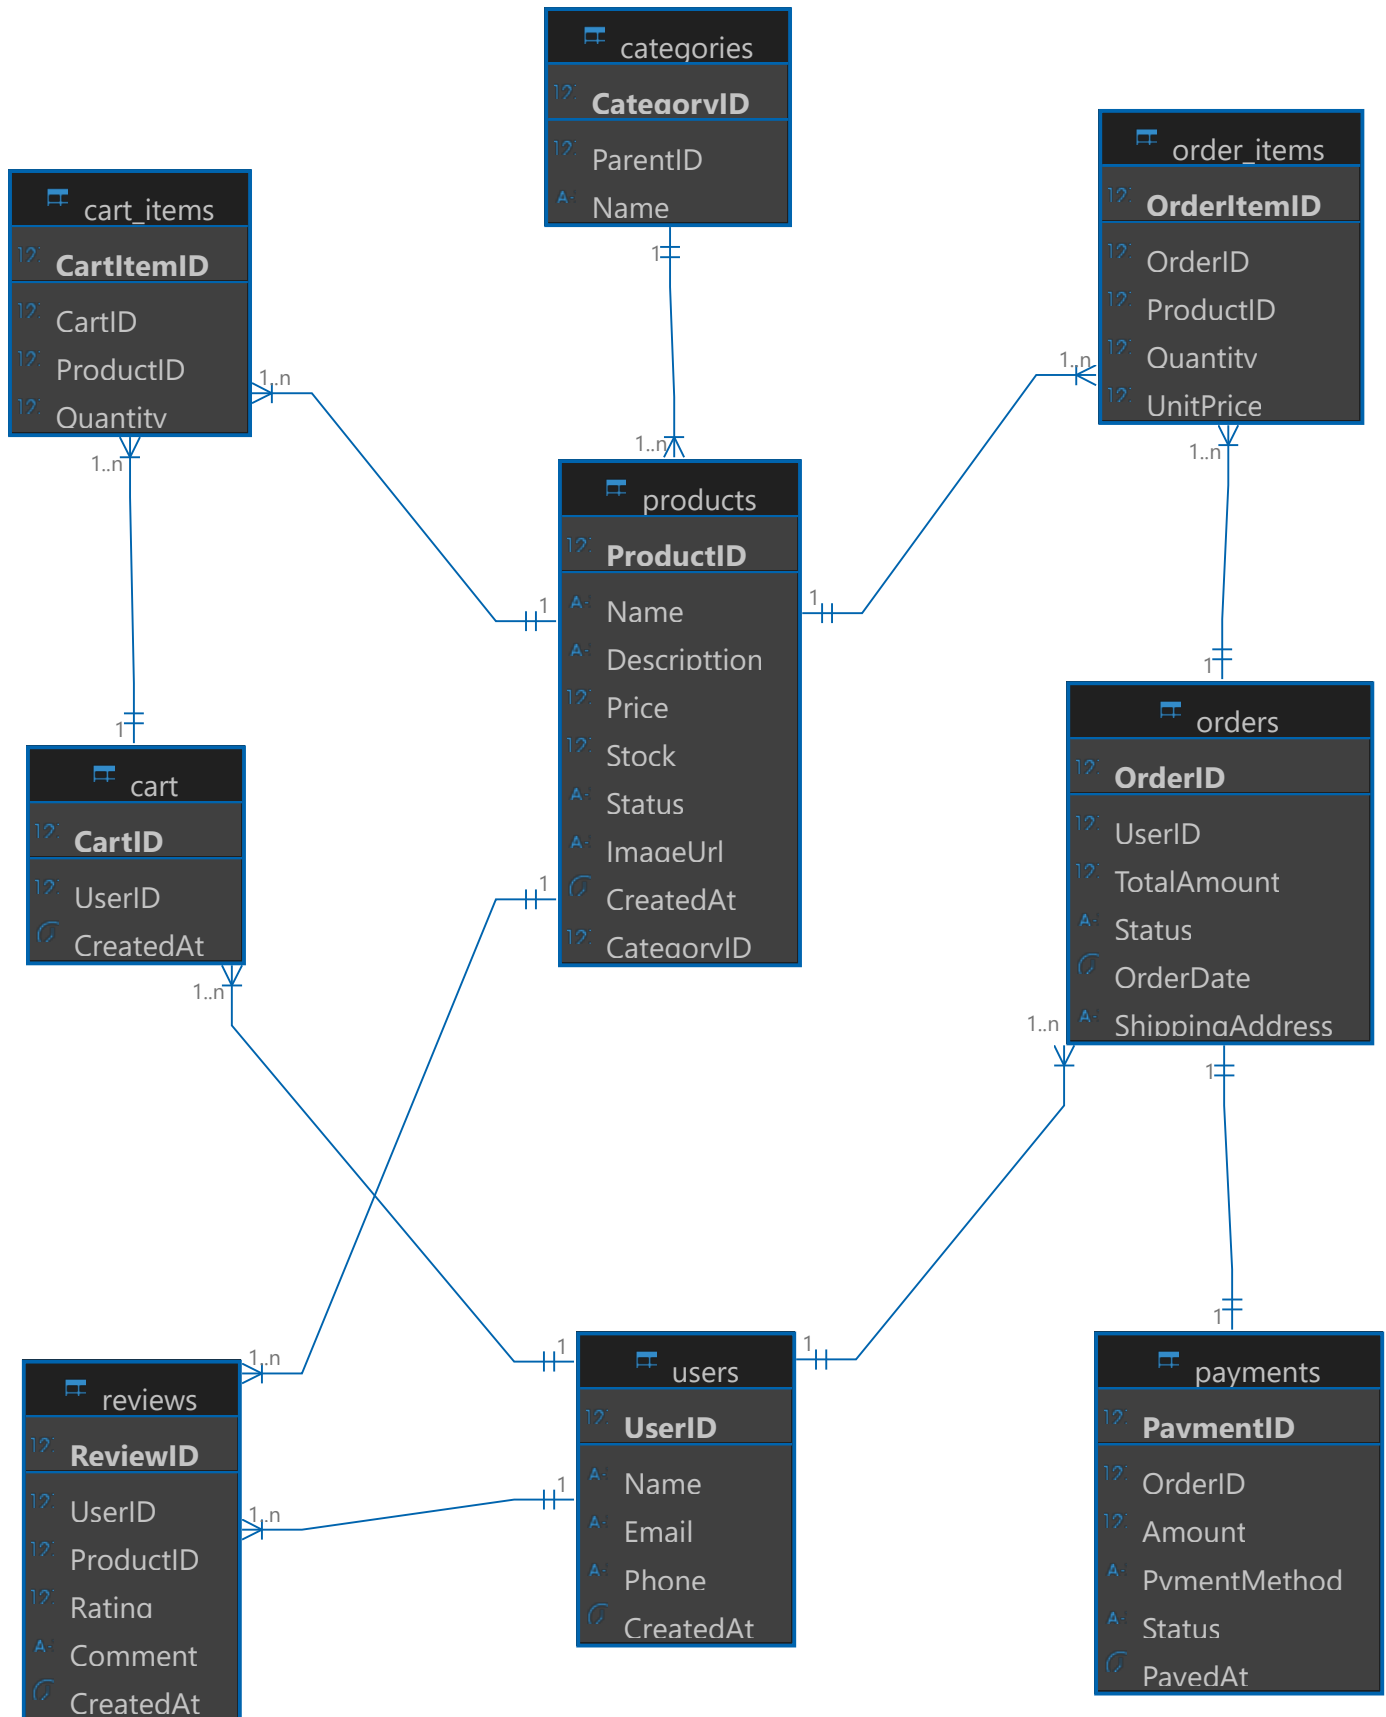 categories
CategoryID
ParentID
Name
order_items
OrderItemID
OrderID
ProductID
Quantity
UnitPrice
cart_items
CartItemID
CartID
ProductID
Quantity
1
1..n
1..n
1..n
1..n
1..n
products
ProductID
Name
Descripttion
Price
Stock
Status
ImageUrl
CreatedAt
CategoryID
1
1
1
1
1
orders
OrderID
UserID
TotalAmount
Status
OrderDate
ShippingAddress
cart
CartID
UserID
CreatedAt
1..n
1..n
1
1..n
1
1
1
users
UserID
Name
Email
Phone
CreatedAt
payments
PaymentID
OrderID
Amount
PymentMethod
Status
PayedAt
reviews
ReviewID
UserID
ProductID
Rating
Comment
CreatedAt
1
1..n